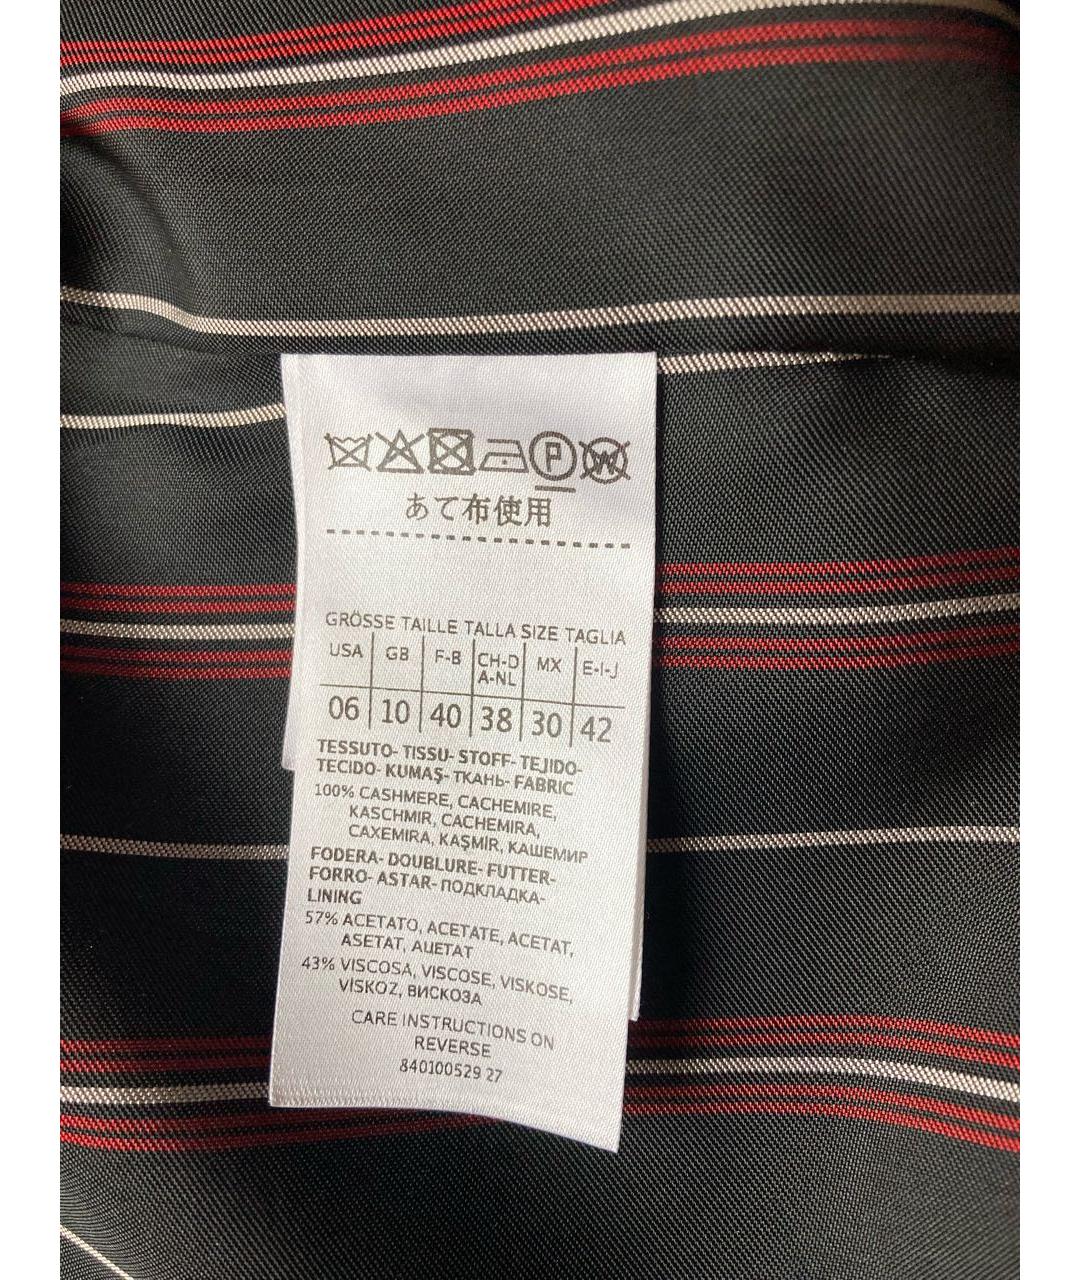 P W
あて布使用
GRÖSSE TAILLE TALLA SIZE TAGLIA
USA GB F-B CH-D A-NL MX E-I-J
06 10 40 38 30 42
TESSUTO- TISSU- STOFF- TEJIDO-
TECIDO- KUMAŞ- ТКАНЬ- FABRIC
100% CASHMERE, CACHEMIRE,
KASCHMIR, CACHEMIRA,
CAXEMIRA, KAŞMİR, КАШЕМИР
FODERA- DOUBLURE- FUTTER-
FORRO- ASTAR- ПОДКЛАДКА-
LINING
57% ACETATO, ACETATE, ACETAT,
ASETAT, АЦЕТАТ
43% VISCOSA, VISCOSE, VISKOSE,
VİSKOZ, ВИСКОЗА
CARE INSTRUCTIONS ON
REVERSE
840100529 27